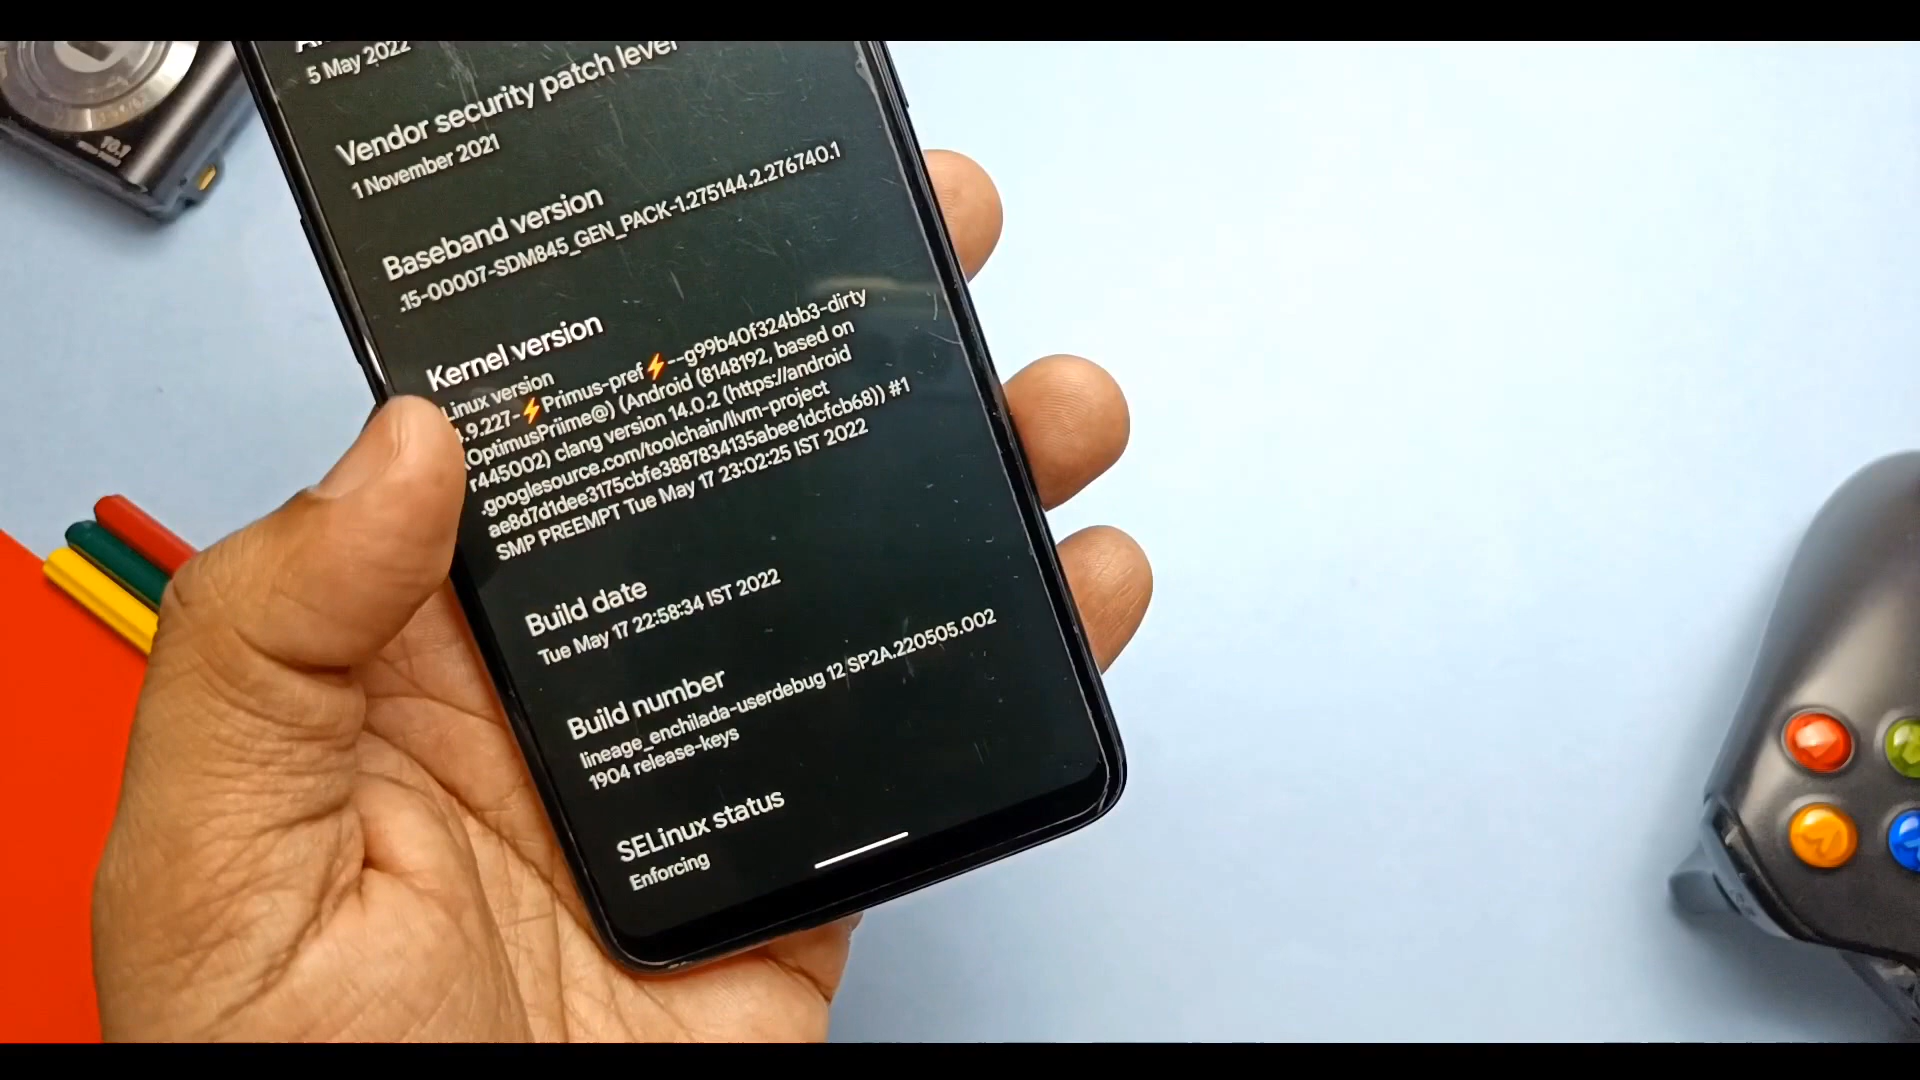 5 May 2022
Vendor security patch level
1 November 2021
Baseband version
.15-00007-SDM845_GEN_PACK-1.275144.2.276740.1
Kernel version
Linux version
.9.227-⚡Primus-pref⚡--g99b40f324bb3-dirty
(OptimusPriime@) (Android (8148192, based on
r445002) clang version 14.0.2 (https://android
.googlesource.com/toolchain/llvm-project
ae8d7d1dee3175cbfe3887834135abee1dcfcb68)) #1
SMP PREEMPT Tue May 17 23:02:25 IST 2022
Build date
Tue May 17 22:58:34 IST 2022
Build number
lineage_enchilada-userdebug 12 SP2A.220505.002
1904 release-keys
SELinux status
Enforcing
10.1